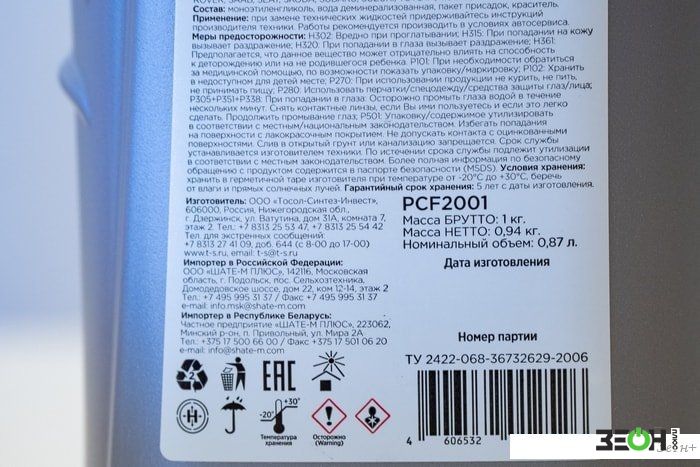 ROVER, SAAB, SEAT, SKODA, SUBARU,
Состав: моноэтиленгликоль, вода деминерализованная, пакет присадок, краситель.
Применение: при замене технических жидкостей придерживайтесь инструкций
производителя техники. Работы рекомендуется производить в условиях автосервиса.
Меры предосторожности: H302: Вредно при проглатывании; H315: При попадании на кожу
вызывает раздражение; H320: При попадании в глаза вызывает раздражение; H361:
Предполагается, что данное вещество может отрицательно влиять на способность
к деторождению или на не родившегося ребенка. P101: При необходимости обратиться
за медицинской помощью, по возможности показать упаковку/маркировку; P102: Хранить
в недоступном для детей месте; P270: При использовании продукции не курить, не пить,
не принимать пищу; P280: Использовать перчатки/спецодежду/средства защиты глаз/лица;
P305+P351+P338: При попадании в глаза: Осторожно промыть глаза водой в течение
нескольких минут. Снять контактные линзы, если Вы ими пользуетесь и если это легко
сделать. Продолжить промывание глаз; P501: Упаковку/содержимое утилизировать
в соответствии с местным/национальным законодательством. Избегать попадания
на поверхности с лакокрасочным покрытием. Не допускать контакта с оцинкованными
поверхностями. Слив в открытый грунт или канализацию запрещается. Срок службы
устанавливается изготовителем техники. По истечении срока службы подлежит утилизации
в соответствии с местным законодательством. Более полная информация по безопасному
обращению с продуктом содержится в паспорте безопасности (MSDS). Условия хранения:
хранить в герметичной таре изготовителя при температуре от -20°C до +30°C, беречь
от влаги и прямых солнечных лучей. Гарантийный срок хранения: 5 лет с даты изготовления.
Изготовитель: ООО «Тосол-Синтез-Инвест»,
606000, Россия, Нижегородская обл.,
г. Дзержинск, ул. Ватутина, дом 31А, комната 7,
этаж 2. Тел.: +7 8313 25 53 47, +7 8313 25 54 42
Тел. для экстренных сообщений:
+7 8313 27 41 09, доб. 644 (с 8-00 до 17-00)
www.t-s.ru, email: t-s@t-s.ru
Импортер в Российской Федерации:
ООО «ШАТЕ-М ПЛЮС», 142116, Московская
область, г. Подольск, пос. Сельхозтехника,
Домодедовское шоссе, дом 22, ком 12-14, этаж 2
Тел.: +7 495 995 31 37 / Факс +7 495 995 31 37
e-mail: info.msk@shate-m.com
Импортер в Республике Беларусь:
Частное предприятие «ШАТЕ-М ПЛЮС», 223062,
Минский р-он, п. Привольный, ул. Мира 2А
Тел.: +375 17 500 66 00 / Факс +375 17 501 06 20
e-mail: info@shate-m.com
PCF2001
Масса БРУТТО: 1 кг.
Масса НЕТТО: 0,94 кг.
Номинальный объем: 0,87 л.
Дата изготовления
Номер партии
ТУ 2422-068-36732629-2006
2
EAC
H
-20°
+30°
Температура
хранения
Осторожно
(Warning)
4 606532
ЗЕОН
Зеон+